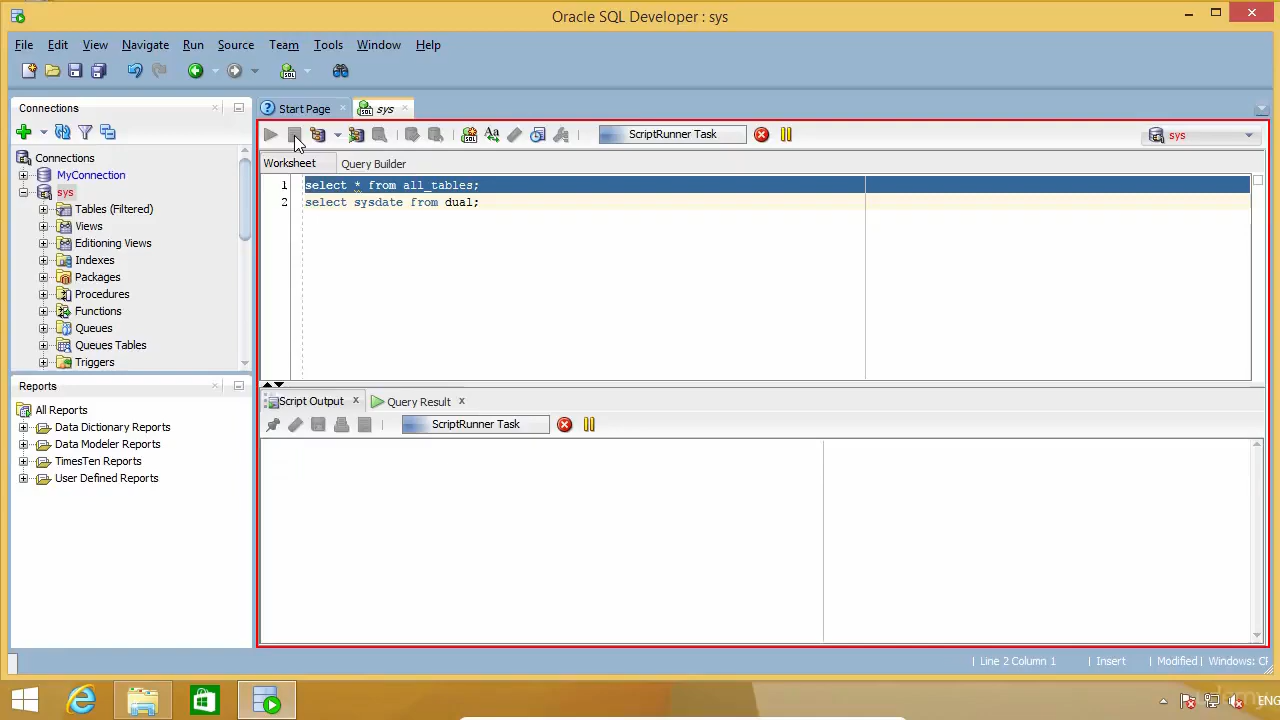 Oracle SQL Developer : sys
File Edit View Navigate Run Source Team Tools Window Help
Connections
Start Page
sys
ScriptRunner Task
sys
Worksheet
Query Builder
Connections
MyConnection
sys
Tables (Filtered)
Views
Editioning Views
Indexes
Packages
Procedures
Functions
Queues
Queues Tables
Triggers
1 select * from all_tables;
2 select sysdate from dual;
Reports
All Reports
Data Dictionary Reports
Data Modeler Reports
TimesTen Reports
User Defined Reports
Script Output
Query Result
ScriptRunner Task
Line 2 Column 1
Insert
Modified
Windows: CF
ENG